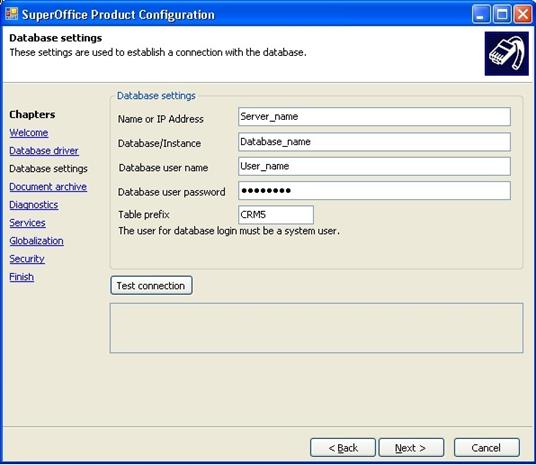 SuperOffice Product Configuration
Database settings
These settings are used to establish a connection with the database.
Chapters
Welcome
Database driver
Database settings
Document archive
Diagnostics
Services
Globalization
Security
Finish
Database settings
Name or IP Address Server_name
Database/Instance Database_name
Database user name User_name
Database user password ●●●●●●●●
Table prefix CRM5
The user for database login must be a system user.
Test connection
< Back Next > Cancel